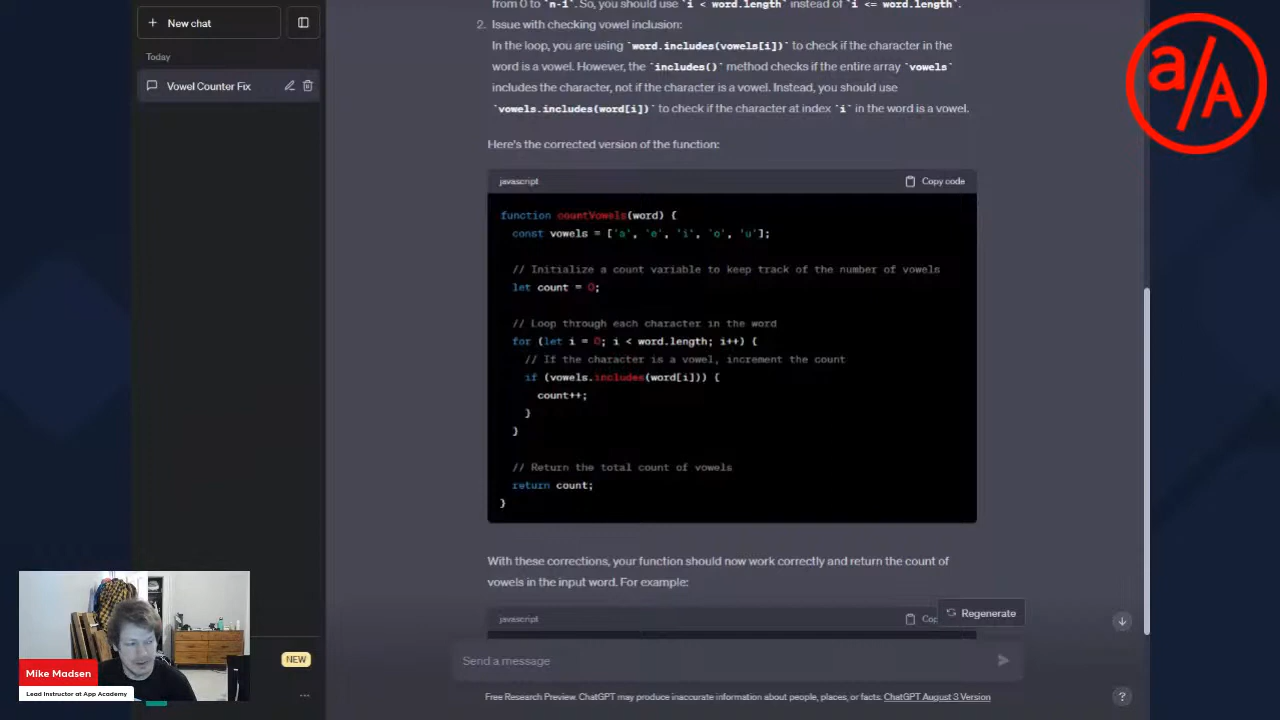 New chat
Today
Vowel Counter Fix
from 0 to `n-1`. So, you should use `i < word.length` instead of `i <= word.length`.
2. Issue with checking vowel inclusion:
In the loop, you are using `word.includes(vowels[i])` to check if the character in the
word is a vowel. However, the `includes()` method checks if the entire array `vowels`
includes the character, not if the character is a vowel. Instead, you should use
`vowels.includes(word[i])` to check if the character at index `i` in the word is a vowel.
Here's the corrected version of the function:
javascript
Copy code
function countVowels(word) {
const vowels = ['a', 'e', 'i', 'o', 'u'];
// Initialize a count variable to keep track of the number of vowels
let count = 0;
// Loop through each character in the word
for (let i = 0; i < word.length; i++) {
// If the character is a vowel, increment the count
if (vowels.includes(word[i])) {
count++;
}
}
// Return the total count of vowels
return count;
}
With these corrections, your function should now work correctly and return the count of
vowels in the input word. For example:
javascript
Cop
Regenerate
Send a message
Free Research Preview. ChatGPT may produce inaccurate information about people, places, or facts. ChatGPT August 3 Version
?
NEW
...
Mike Madsen
Lead Instructor at App Academy
a/A